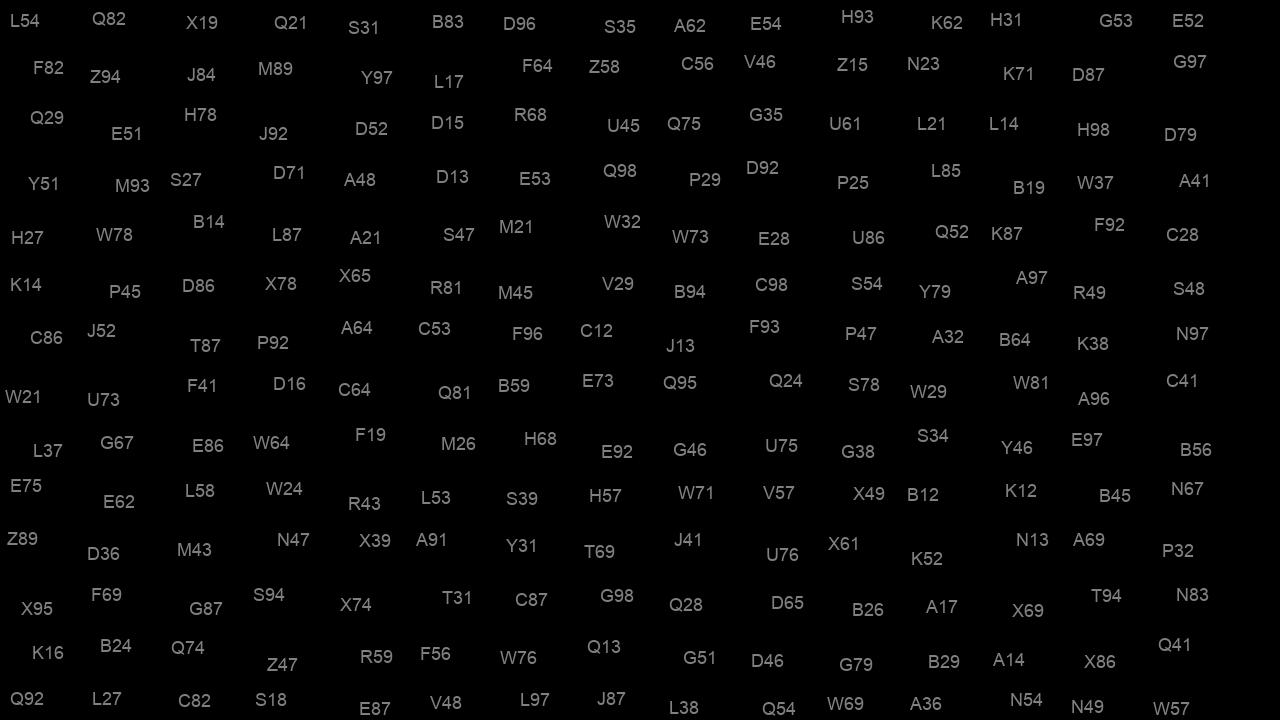 L54 Q82 X19 Q21 S31 B83 D96 S35 A62 E54 H93 K62 H31 G53 E52
F82 Z94 J84 M89 Y97 L17 F64 Z58 C56 V46 Z15 N23 K71 D87 G97
Q29 E51 H78 J92 D52 D15 R68 U45 Q75 G35 U61 L21 L14 H98 D79
Y51 M93 S27 D71 A48 D13 E53 Q98 P29 D92 P25 L85 B19 W37 A41
H27 W78 B14 L87 A21 S47 M21 W32 W73 E28 U86 Q52 K87 F92 C28
K14 P45 D86 X78 X65 R81 M45 V29 B94 C98 S54 Y79 A97 R49 S48
C86 J52 T87 P92 A64 C53 F96 C12 J13 F93 P47 A32 B64 K38 N97
W21 U73 F41 D16 C64 Q81 B59 E73 Q95 Q24 S78 W29 W81 A96 C41
L37 G67 E86 W64 F19 M26 H68 E92 G46 U75 G38 S34 Y46 E97 B56
E75 E62 L58 W24 R43 L53 S39 H57 W71 V57 X49 B12 K12 B45 N67
Z89 D36 M43 N47 X39 A91 Y31 T69 J41 U76 X61 K52 N13 A69 P32
X95 F69 G87 S94 X74 T31 C87 G98 Q28 D65 B26 A17 X69 T94 N83
K16 B24 Q74 Z47 R59 F56 W76 Q13 G51 D46 G79 B29 A14 X86 Q41
Q92 L27 C82 S18 E87 V48 L97 J87 L38 Q54 W69 A36 N54 N49 W57